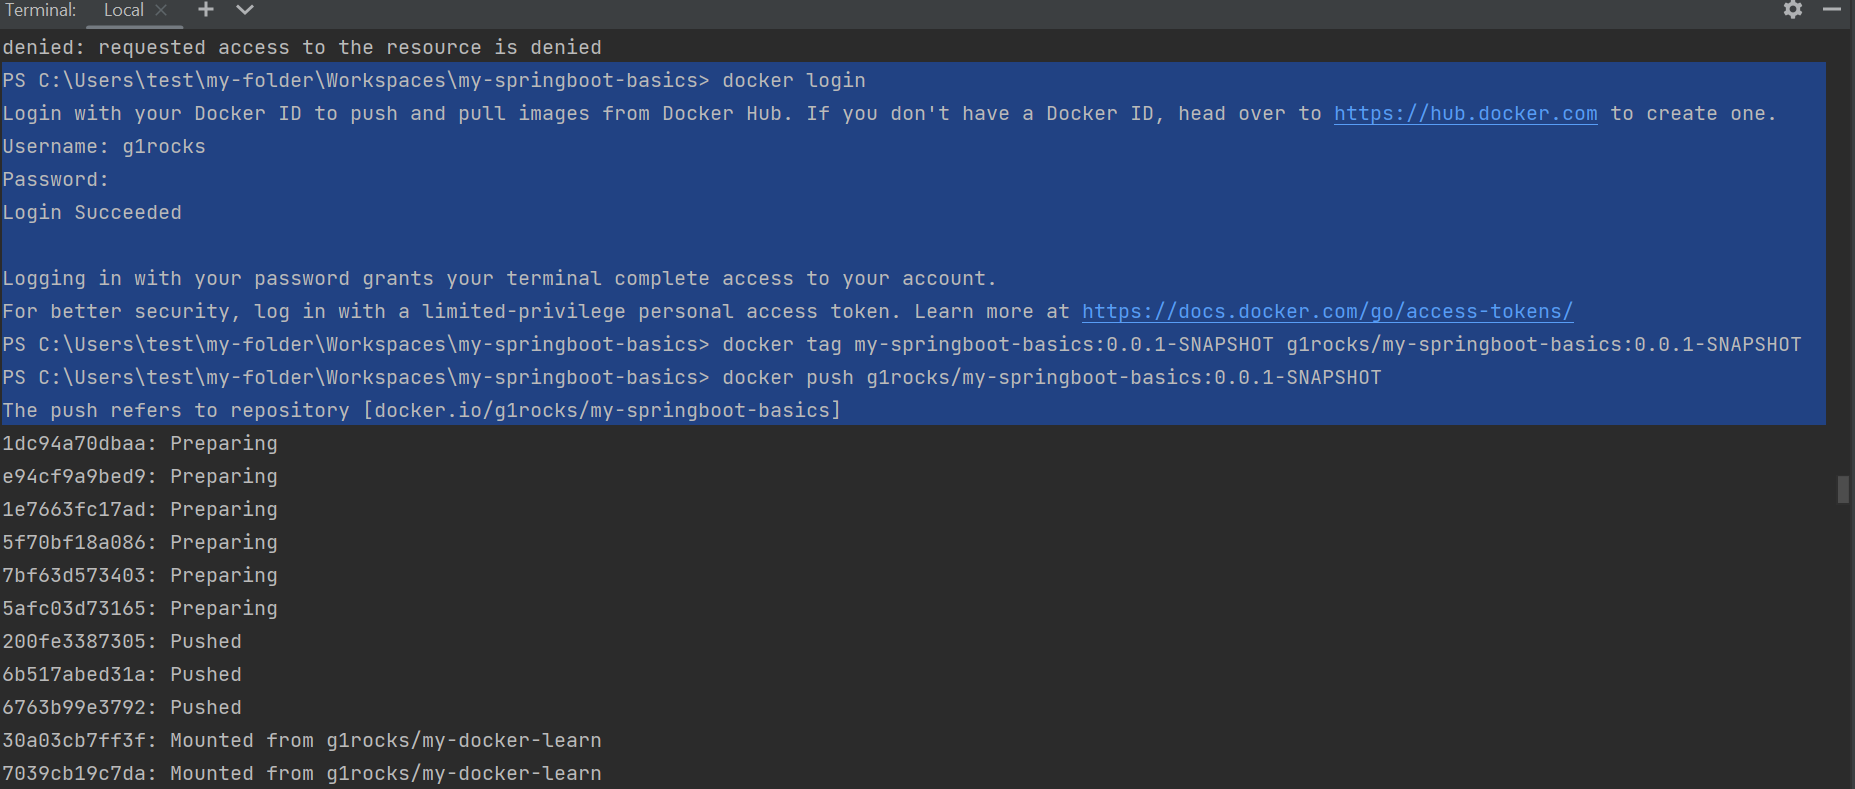 Terminal: Local
denied: requested access to the resource is denied
PS C:\Users\test\my-folder\Workspaces\my-springboot-basics> docker login
Login with your Docker ID to push and pull images from Docker Hub. If you don't have a Docker ID, head over to https://hub.docker.com to create one.
Username: g1rocks
Password:
Login Succeeded
Logging in with your password grants your terminal complete access to your account.
For better security, log in with a limited-privilege personal access token. Learn more at https://docs.docker.com/go/access-tokens/
PS C:\Users\test\my-folder\Workspaces\my-springboot-basics> docker tag my-springboot-basics:0.0.1-SNAPSHOT g1rocks/my-springboot-basics:0.0.1-SNAPSHOT
PS C:\Users\test\my-folder\Workspaces\my-springboot-basics> docker push g1rocks/my-springboot-basics:0.0.1-SNAPSHOT
The push refers to repository [docker.io/g1rocks/my-springboot-basics]
1dc94a70dbaa: Preparing
e94cf9a9bed9: Preparing
1e7663fc17ad: Preparing
5f70bf18a086: Preparing
7bf63d573403: Preparing
5afc03d73165: Preparing
200fe3387305: Pushed
6b517abed31a: Pushed
6763b99e3792: Pushed
30a03cb7ff3f: Mounted from g1rocks/my-docker-learn
7039cb19c7da: Mounted from g1rocks/my-docker-learn